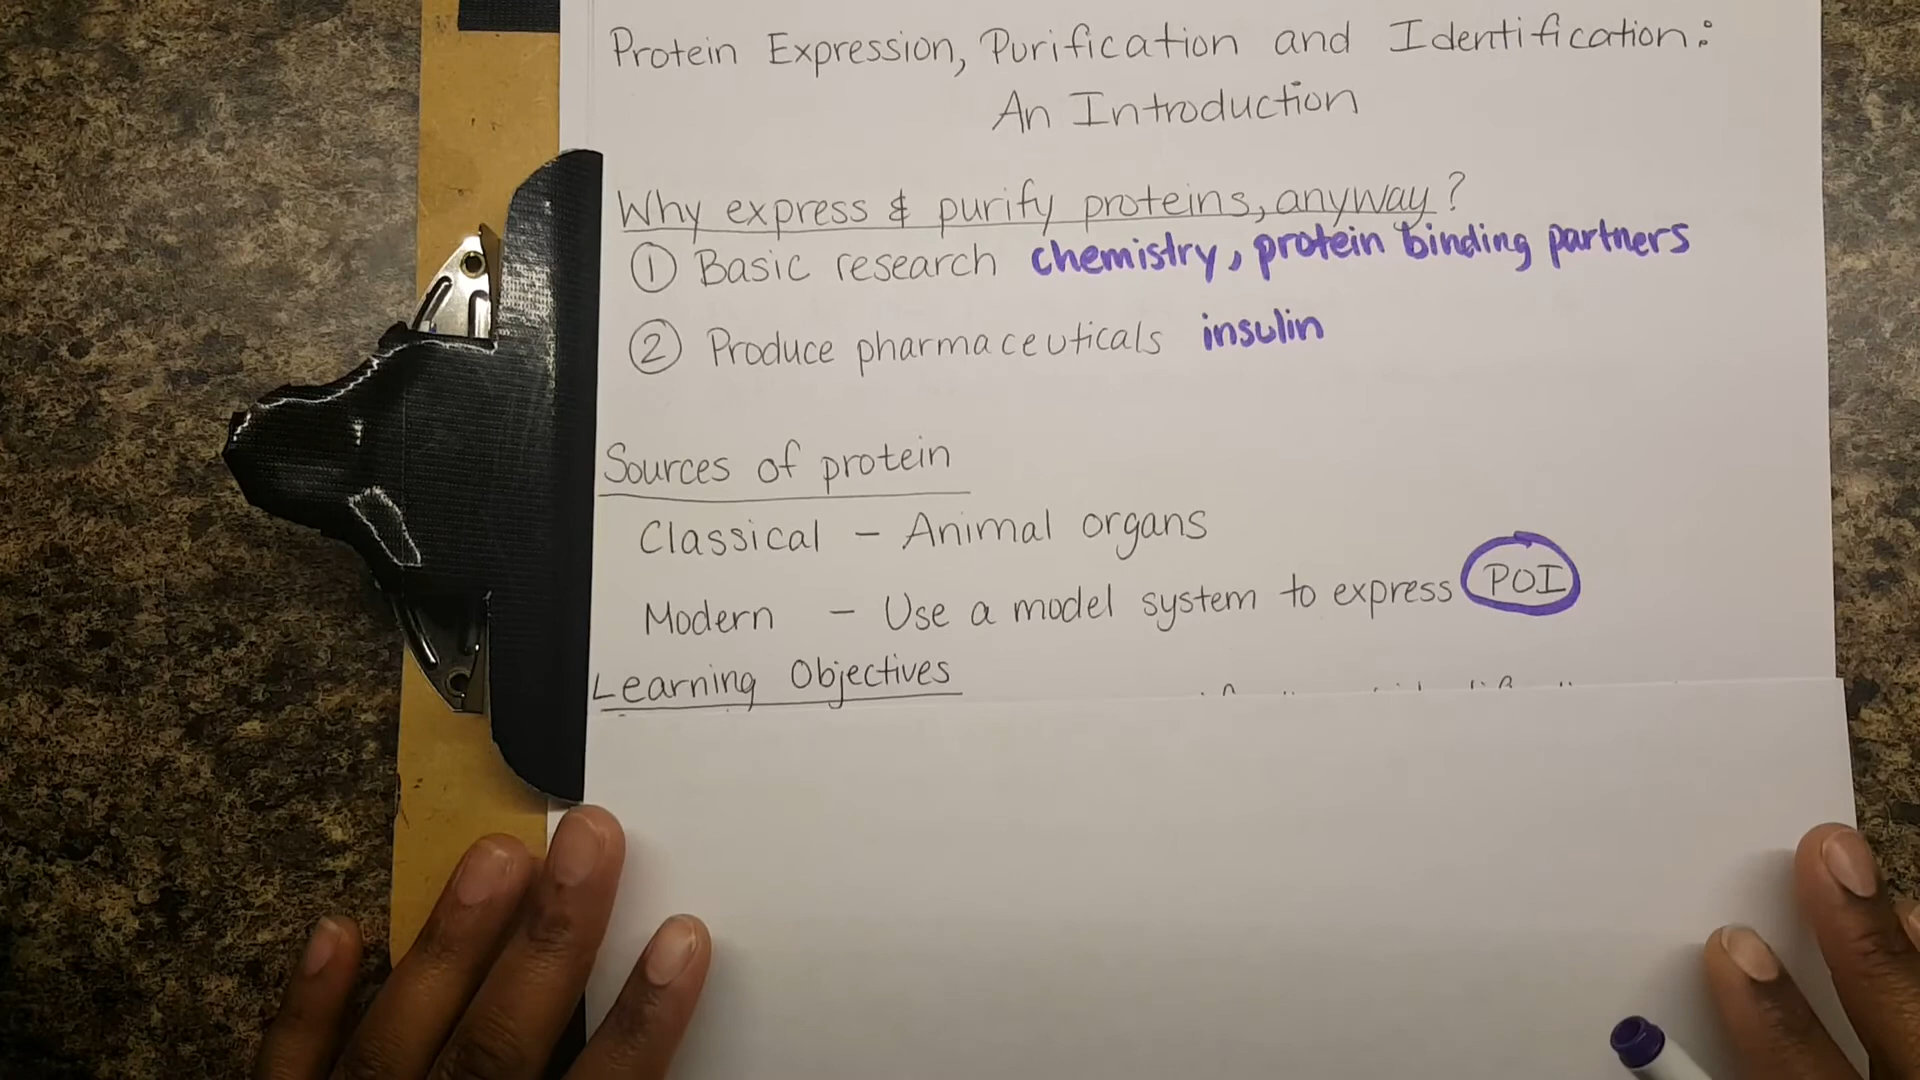 Protein Expression, Purification and Identification:
An Introduction
Why express & purify proteins, anyway?
① Basic research chemistry, protein binding partners
② Produce pharmaceuticals insulin
Sources of protein
Classical - Animal organs
Modern - Use a model system to express POI
Learning Objectives